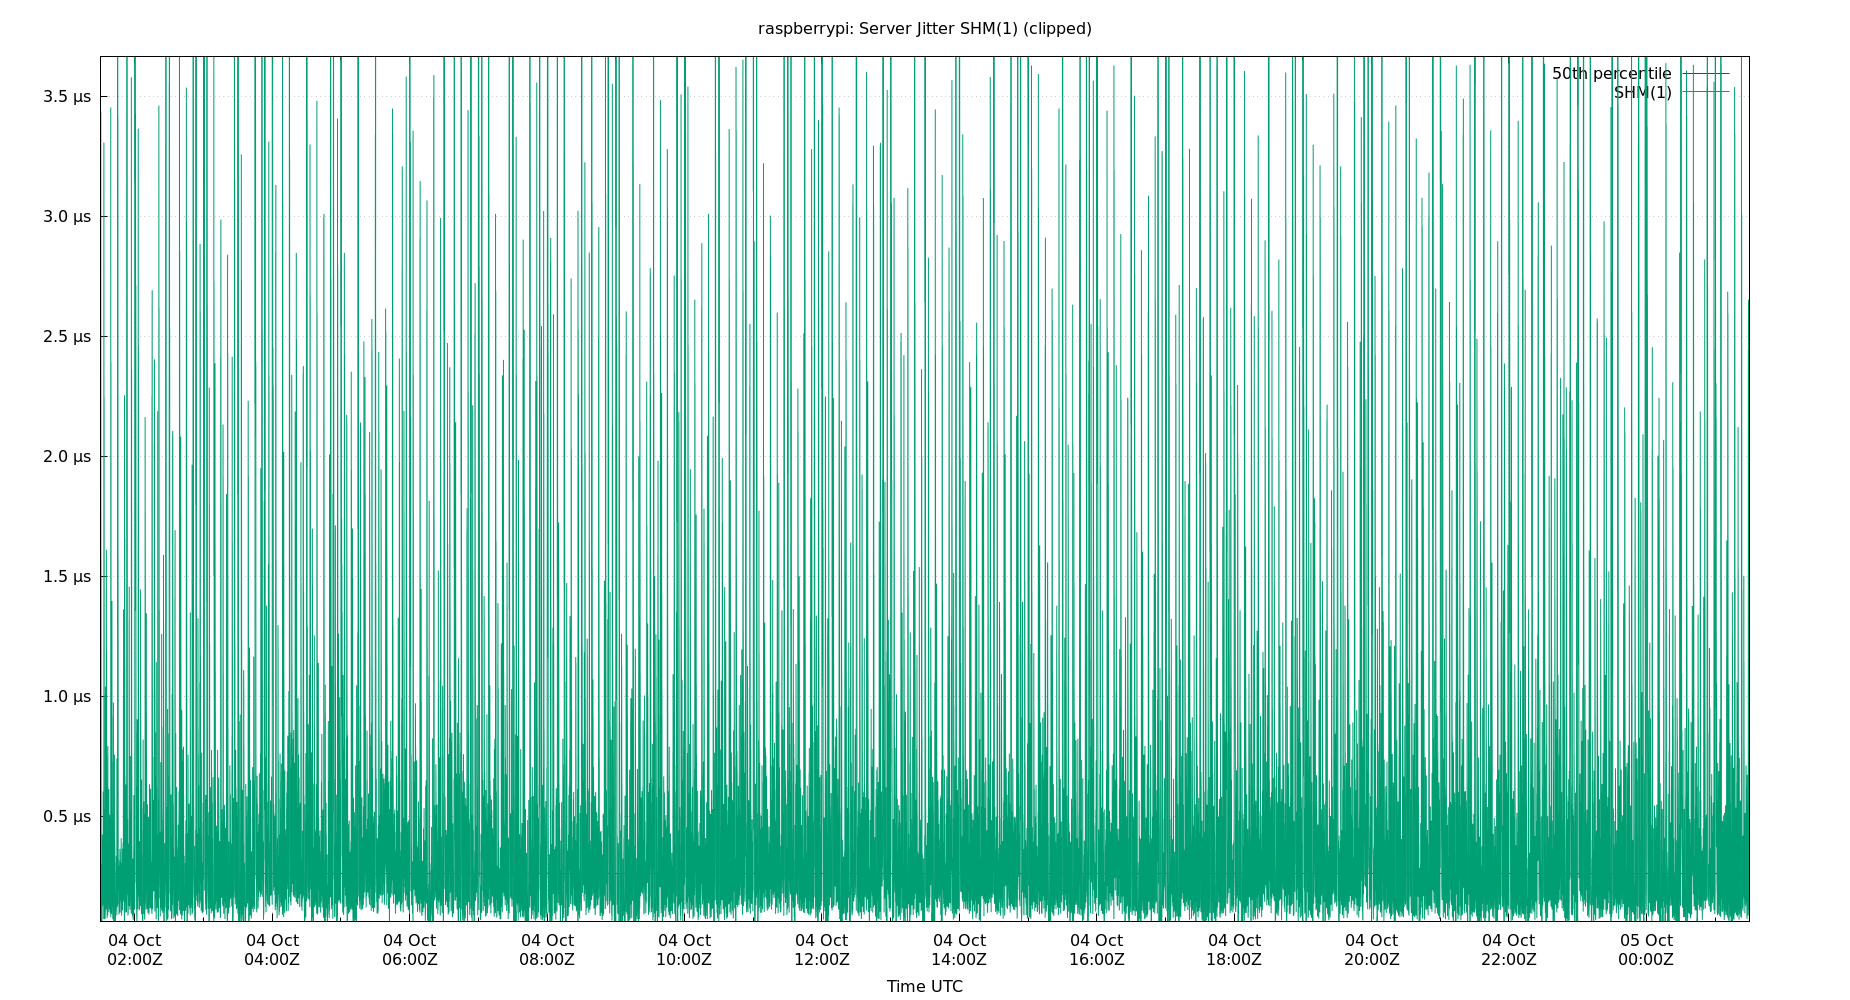 raspberrypi: Server Jitter SHM(1) (clipped)
50th percentile
SHM(1)
3.5 μs
3.0 μs
2.5 μs
2.0 μs
1.5 μs
1.0 μs
0.5 μs
04 Oct 04 Oct 04 Oct 04 Oct 04 Oct 04 Oct 04 Oct 04 Oct 04 Oct 04 Oct 04 Oct 05 Oct
02:00Z 04:00Z 06:00Z 08:00Z 10:00Z 12:00Z 14:00Z 16:00Z 18:00Z 20:00Z 22:00Z 00:00Z
Time UTC